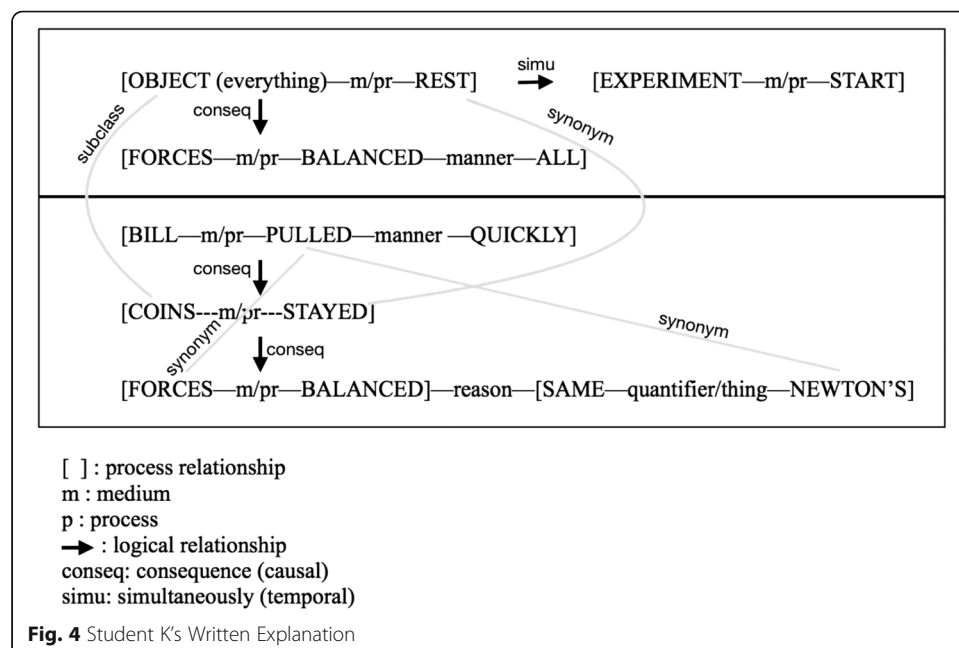 [OBJECT (everything)—m/pr—REST] simu [EXPERIMENT—m/pr—START]
subclass
conseq
synonym
[FORCES—m/pr—BALANCED—manner—ALL]
[BILL—m/pr—PULLED—manner —QUICKLY]
conseq
[COINS---m/pr---STAYED]
synonym
conseq
synonym
[FORCES—m/pr—BALANCED]—reason—[SAME—quantifier/thing—NEWTON'S]
[ ] : process relationship
m : medium
p : process
→ : logical relationship
conseq: consequence (causal)
simu: simultaneously (temporal)
Fig. 4 Student K's Written Explanation